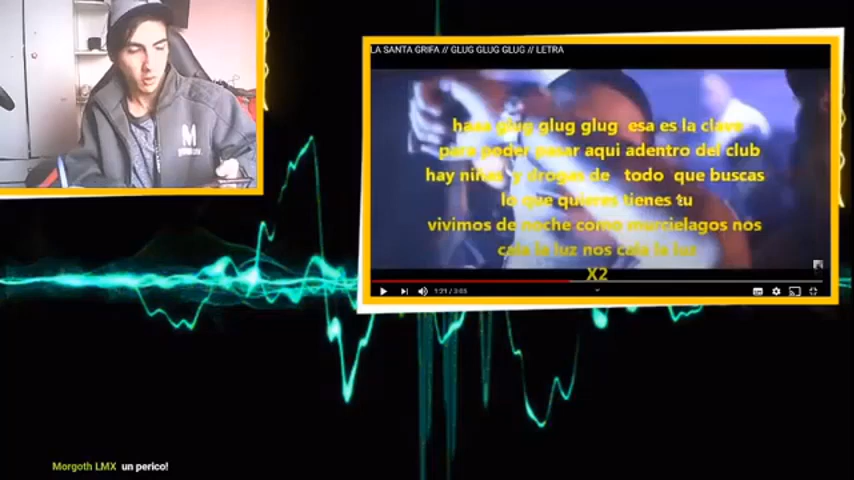 LA SANTA GRIFA // GLUG GLUG GLUG // LETRA
haaa glug glug glug esa es la clave
para poder pasar aqui adentro del club
hay niñas y drogas de todo que buscas
lo que quieres tienes tu
vivimos de noche como murcielagos nos
cala la luz nos cala la luz
X2
1:21 / 3:05
M
Morgoth LMX un perico!